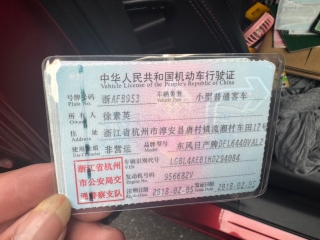 中华人民共和国机动车行驶证
Vehicle License of the People's Republic of China
号牌号码 浙AFB953 车辆类型 小型普通客车
Plate No. Vehicle Type
所有人 徐素英
Owner
住址 浙江省杭州市淳安县唐村镇
Address
使用性质 非营运 品牌型号 东风日产牌
Model
浙江省杭州 车辆识别代号
市公安局交 发动机号码 956682V
通警察支队 Engine No.
注册日期 2018-02-05 发证日期 2018-02-05